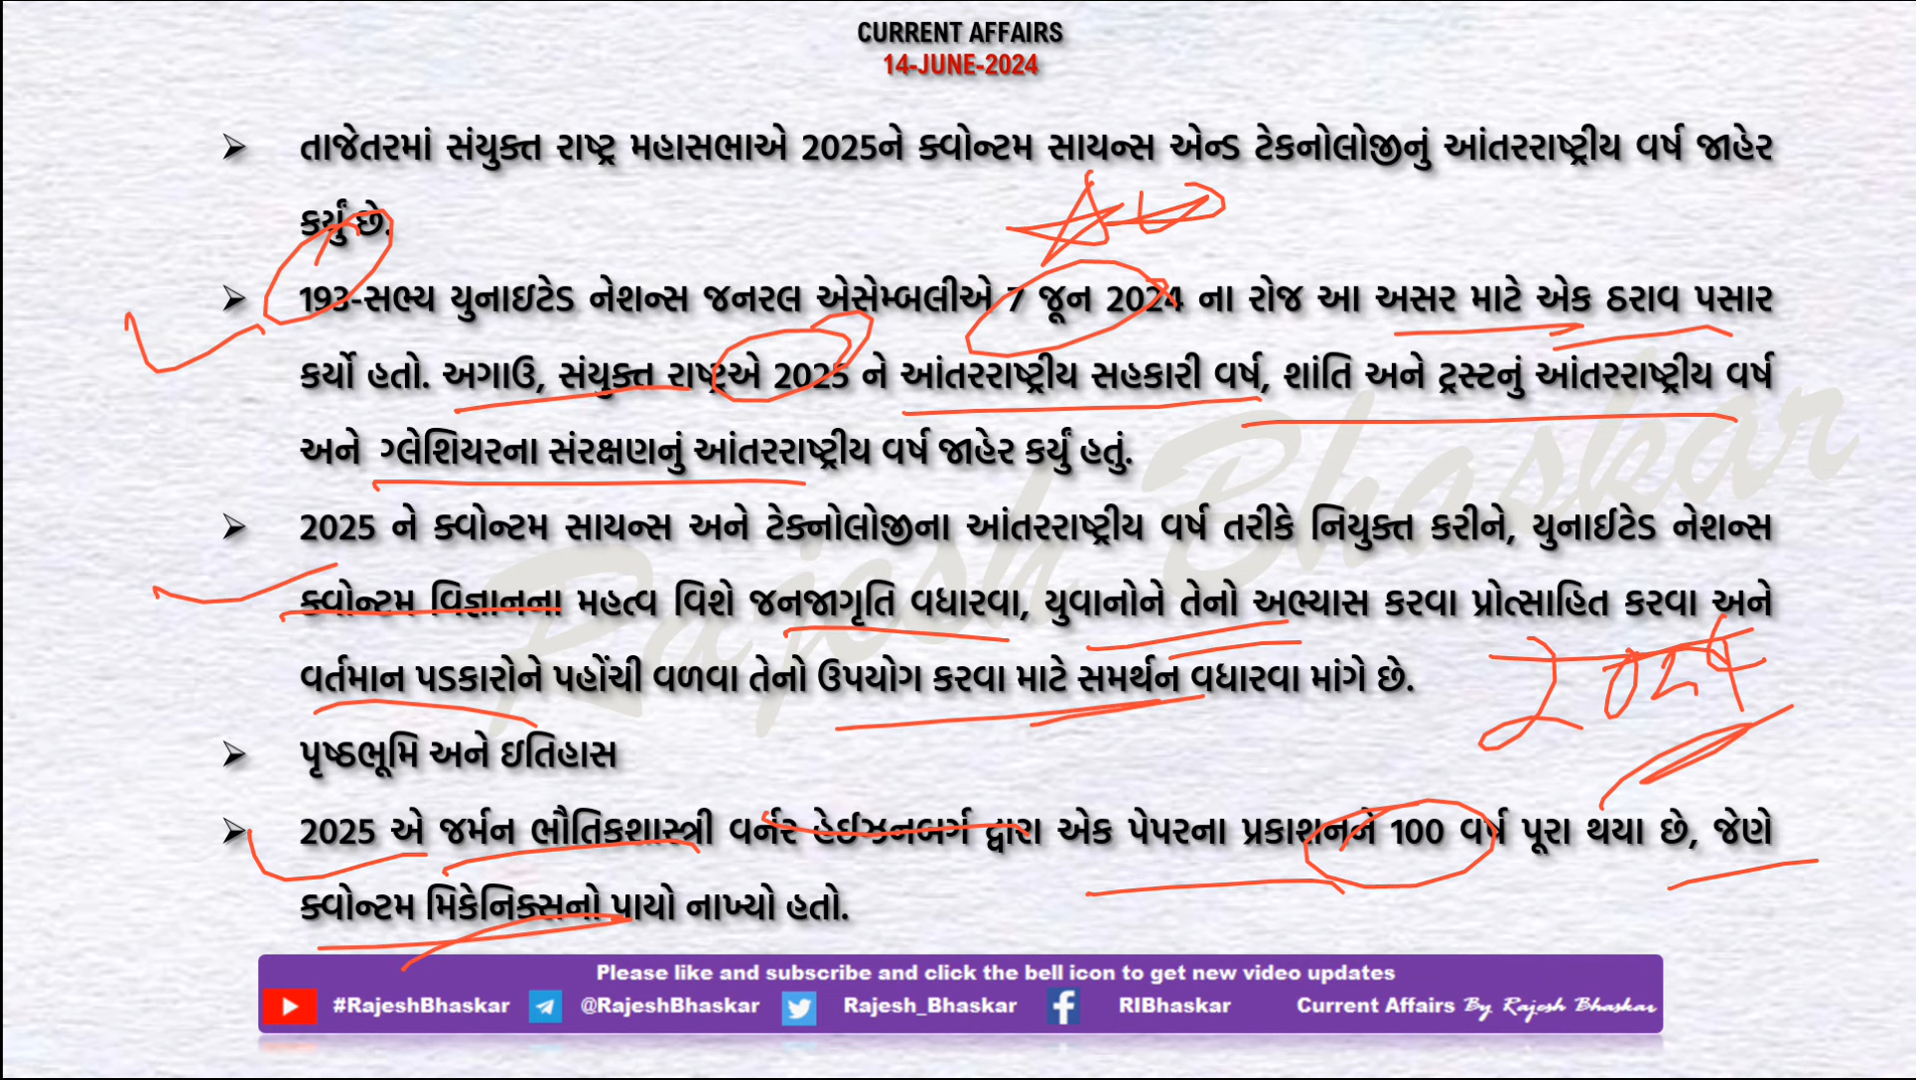 CURRENT AFFAIRS
14-JUNE-2024
➢ તાજેતરમાં સંયુક્ત રાષ્ટ્ર મહાસભાએ 2025ને ક્વોન્ટમ સાયન્સ એન્ડ ટેકનોલોજીનું આંતરરાષ્ટ્રીય વર્ષ જાહેર
કર્યું છે.
➢ 193-સભ્ય યુનાઇટેડ નેશન્સ જનરલ એસેમ્બલીએ 7 જૂન 2024 ના રોજ આ અસર માટે એક ઠરાવ પસાર
કર્યો હતો. અગાઉ, સંયુક્ત રાષ્ટ્રએ 2025 ને આંતરરાષ્ટ્રીય સહકારી વર્ષ, શાંતિ અને ટ્રસ્ટનું આંતરરાષ્ટ્રીય વર્ષ
અને ગ્લેશિયરના સંરક્ષણનું આંતરરાષ્ટ્રીય વર્ષ જાહેર કર્યું હતું.
➢ 2025 ને ક્વોન્ટમ સાયન્સ અને ટેક્નોલોજીના આંતરરાષ્ટ્રીય વર્ષ તરીકે નિયુક્ત કરીને, યુનાઈટેડ નેશન્સ
ક્વોન્ટમ વિજ્ઞાનના મહત્વ વિશે જનજાગૃતિ વધારવા, યુવાનોને તેનો અભ્યાસ કરવા પ્રોત્સાહિત કરવા અને
વર્તમાન પડકારોને પહોંચી વળવા તેનો ઉપયોગ કરવા માટે સમર્થન વધારવા માંગે છે.
➢ પૃષ્ઠભૂમિ અને ઇતિહાસ
➢ 2025 એ જર્મન ભૌતિકશાસ્ત્રી વર્નર હેઈઝનબર્ગ દ્વારા એક પેપરના પ્રકાશનને 100 વર્ષ પૂરા થયા છે, જેણે
ક્વોન્ટમ મિકેનિક્સનો પાયો નાખ્યો હતો.
Rajesh Bhaskar
Please like and subscribe and click the bell icon to get new video updates
#RajeshBhaskar @RajeshBhaskar Rajesh_Bhaskar RIBhaskar Current Affairs By Rajesh Bhaskar